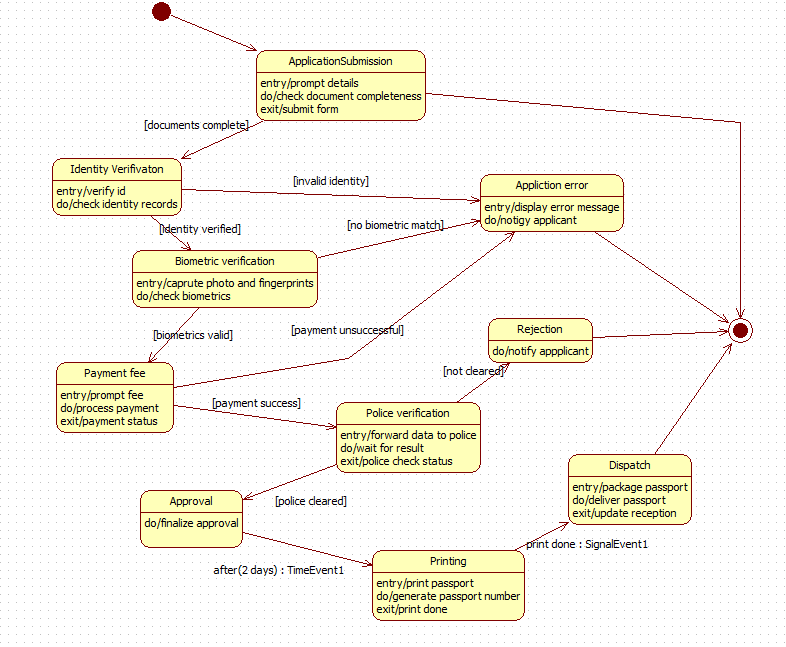 ApplicationSubmission
entry/prompt details
do/check document completeness
exit/submit form
[documents complete]
Identity Verifivaton
entry/verify id
do/check identity records
[invalid identity]
Appliction error
entry/display error message
do/notigy applicant
[identity verified]
[no biometric match]
Biometric verification
entry/caprute photo and fingerprints
do/check biometrics
[biometrics valid]
[payment unsuccessful]
Rejection
do/notify appplicant
Payment fee
entry/prompt fee
do/process payment
exit/payment status
[not cleared]
[payment success]
Police verification
entry/forward data to police
do/wait for result
exit/police check status
Dispatch
entry/package passport
do/deliver passport
exit/update reception
Approval
do/finalize approval
[police cleared]
print done : SignalEvent1
after(2 days) : TimeEvent1
Printing
entry/print passport
do/generate passport number
exit/print done